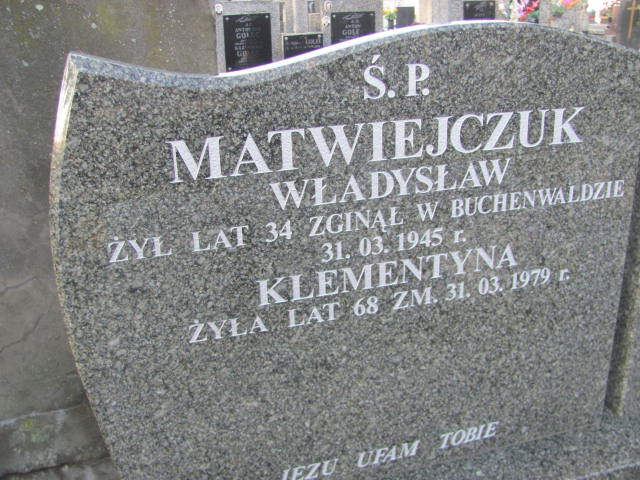 Ś. P.
MATWIEJCZUK
WŁADYSŁAW
ŻYŁ LAT 34 ZGINĄŁ W BUCHENWALDZIE
31. 03. 1945 r.
KLEMENTYNA
ŻYŁA LAT 68 ZM. 31. 03. 1979 r.
JEZU UFAM TOBIE